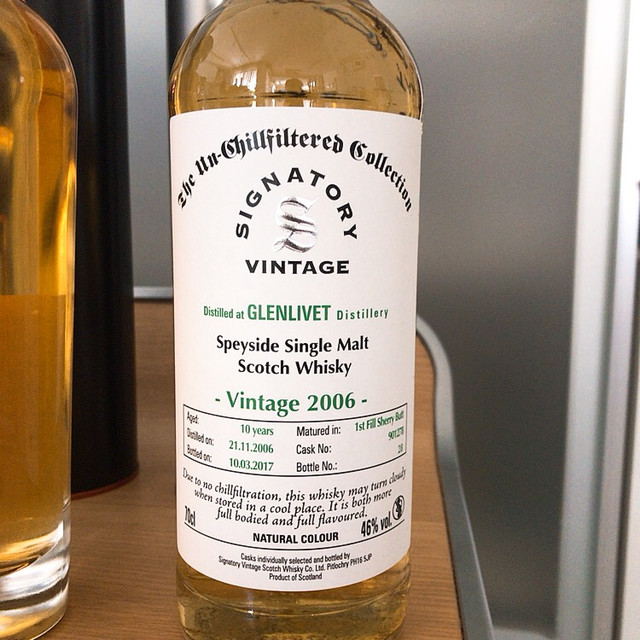 The Un-Chillfiltered Collection
SIGNATORY
S
VINTAGE
Distilled at GLENLIVET Distillery
Speyside Single Malt
Scotch Whisky
- Vintage 2006 -
Aged: 10 years
Distilled on: 21.11.2006
Bottled on: 10.03.2017
Matured in: 1st Fill Sherry Butt
Cask No: 901278
Bottle No.: 20
Due to no chillfiltration, this whisky may turn cloudy
when stored in a cool place. It is both more
full bodied and full flavoured.
70cl
46% vol.
NATURAL COLOUR
Casks individually selected and bottled by
Signatory Vintage Scotch Whisky Co. Ltd. Pitlochry PH16 5JP
Product of Scotland